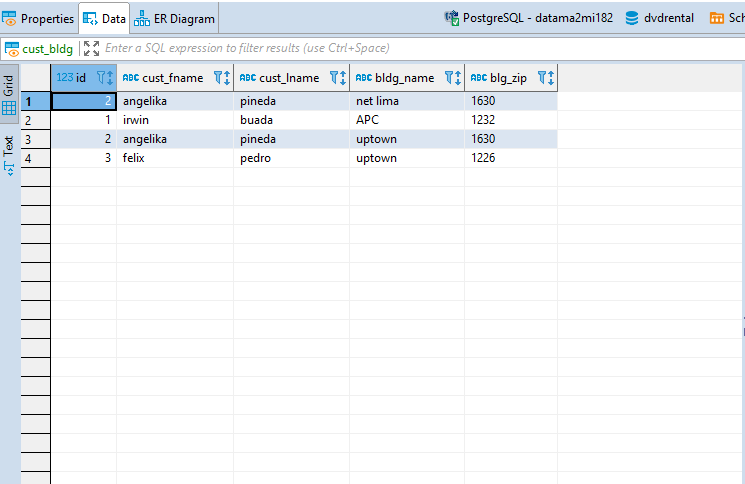 Properties Data ER Diagram PostgreSQL - datama2mi182 dvdrental Sch
cust_bldg Enter a SQL expression to filter results (use Ctrl+Space)
Grid
Text
123 id ABC cust_fname ABC cust_lname ABC bldg_name ABC blg_zip
1 2 angelika pineda net lima 1630
2 1 irwin buada APC 1232
3 2 angelika pineda uptown 1630
4 3 felix pedro uptown 1226